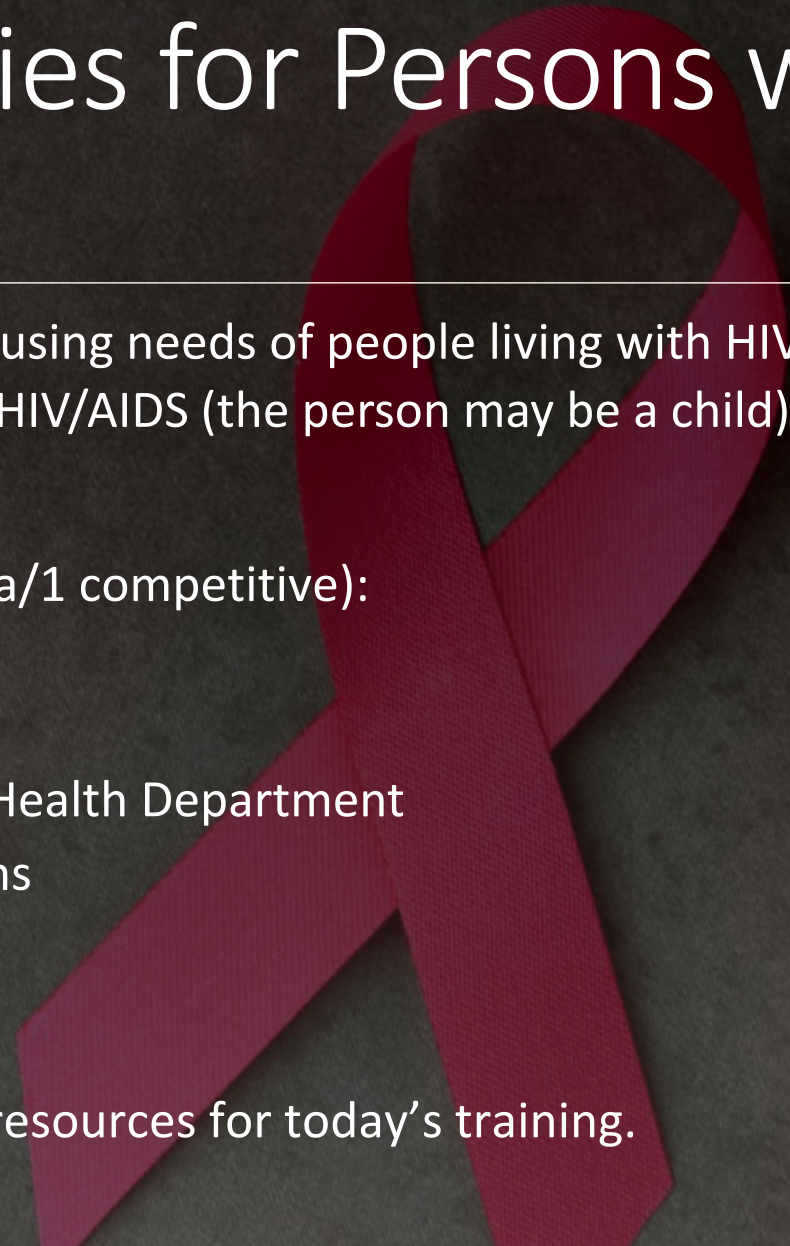 ies for Persons w
using needs of people living with HIV
HIV/AIDS (the person may be a child)
a/1 competitive):
Health Department
ns
resources for today’s training.